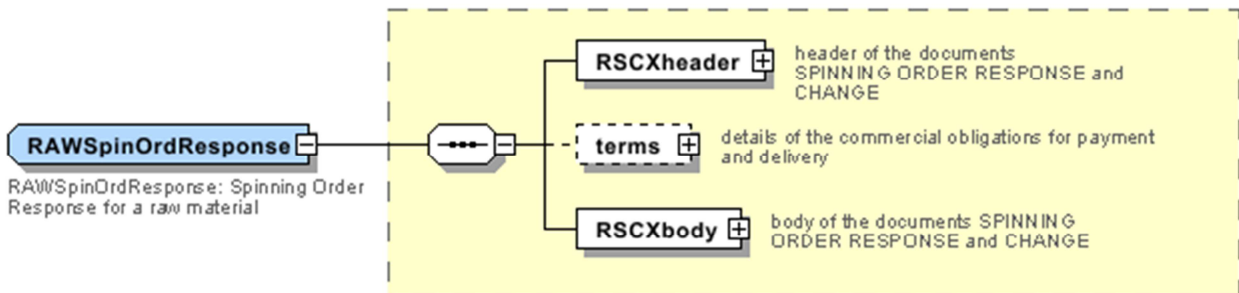 RSCXheader
header of the documents
SPINNING ORDER RESPONSE and
CHANGE
RAWSpinOrdResponse
RAWSpinOrdResponse: Spinning Order
Response for a raw material
terms
details of the commercial obligations for payment
and delivery
RSCXbody
body of the documents SPINNING
ORDER RESPONSE and CHANGE